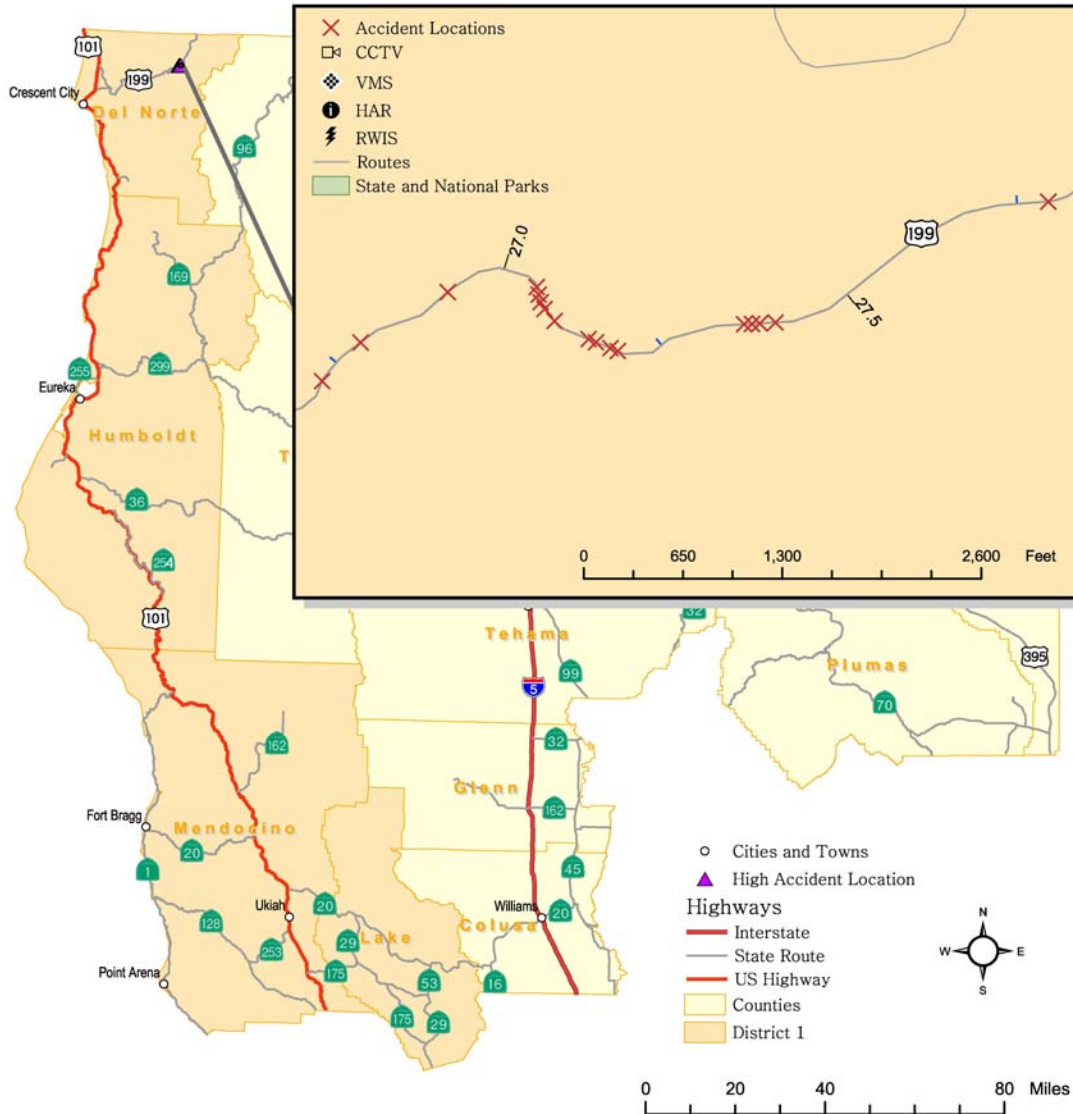 Accident Locations
CCTV
VMS
HAR
RWIS
Routes
State and National Parks
27.0
199
27.5
0 650 1,300 2,600 Feet
101
199
Crescent City
Del Norte
96
169
299
255
Eureka
Humboldt
T
36
254
101
32
Tehama
99
5
Plumas
395
70
162
32
Glenn
162
Fort Bragg
Mendocino
20
1
45
Ukiah
20
Williams
20
128
Colusa
29
Lake
253
175
Point Arena
53
16
175
29
Cities and Towns
High Accident Location
Highways
Interstate
State Route
US Highway
Counties
District 1
N
W E
S
0 20 40 80 Miles